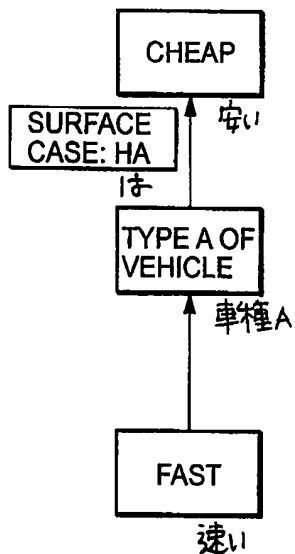 CHEAP
安い
SURFACE
CASE: HA
は
TYPE A OF
VEHICLE
車種A
FAST
速い